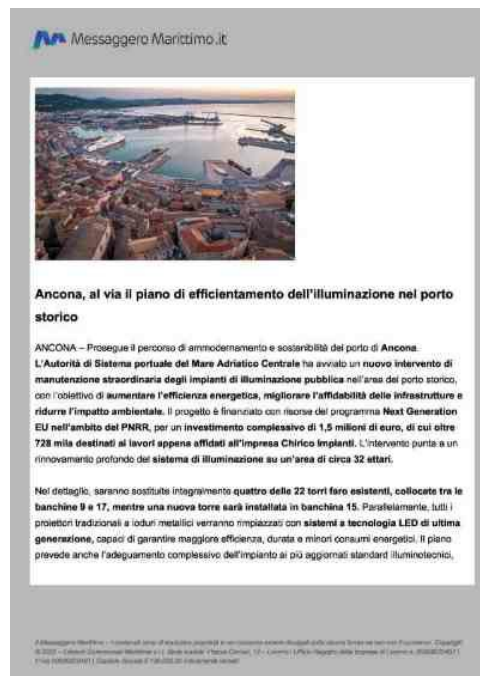 Messaggero Marittimo.it
Ancona, al via il piano di efficientamento dell'illuminazione nel porto
storico
ANCONA – Prosegue il percorso di ammodernamento e sostenibilità del porto di Ancona.
L'Autorità di Sistema portuale del Mare Adriatico Centrale ha avviato un nuovo intervento di
manutenzione straordinaria degli impianti di illuminazione pubblica nell'area del porto storico,
con l'obiettivo di aumentare l'efficienza energetica, migliorare l'affidabilità delle infrastrutture e
ridurre l'impatto ambientale. Il progetto è finanziato con risorse del programma Next Generation
EU nell'ambito del PNRR, per un investimento complessivo di 1,5 milioni di euro, di cui oltre
728 mila destinati ai lavori appena affidati all'impresa Chirico Impianti. L'intervento punta a un
rinnovamento profondo del sistema di illuminazione su un'area di circa 32 ettari.
Nel dettaglio, saranno sostituite integralmente quattro delle 22 torri faro esistenti, collocate tra le
banchine 9 e 17, mentre una nuova torre sarà installata in banchina 15. Parallelamente, tutti i
proiettori tradizionali a ioduri metallici verranno rimpiazzati con sistemi a tecnologia LED di ultima
generazione, capaci di garantire maggiore efficienza, durata e minori consumi energetici. Il piano
prevede anche l'adeguamento complessivo dell'impianto ai più aggiornati standard illuminotecnici,